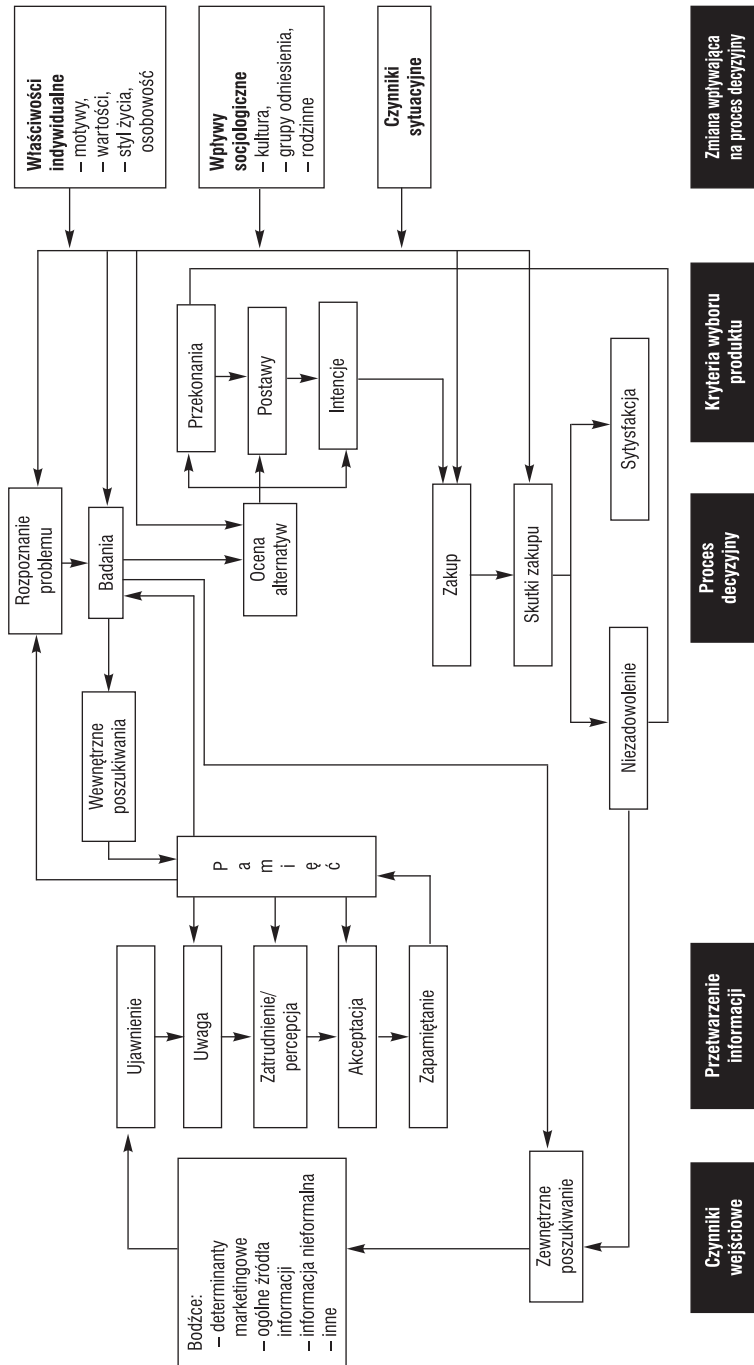 Bodźce:
– determinanty
marketingowe
– ogólne źródła
informacji
– informacja nieformalna
– inne
Zewnętrzne
poszukiwanie
Czynniki
wejściowe
Ujawnienie
Uwaga
Zatrudnienie/
percepcja
Akceptacja
Zapamiętanie
Przetwarzenie
informacji
P
a
m
i
ę
ć
Wewnętrzne
poszukiwania
Rozpoznanie
problemu
Badania
Ocena
alternatyw
Zakup
Skutki zakupu
Niezadowolenie
Sytysfakcja
Proces
decyzyjny
Przekonania
Postawy
Intencje
Kryteria wyboru
produktu
Właściwości
indywidualne
– motywy,
– wartości,
– styl życia,
osobowość
Wpływy
socjologiczne
– kultura,
– grupy odniesienia,
– rodzinne
Czynniki
sytuacyjne
Zmiana wpływająca
na proces decyzyjny